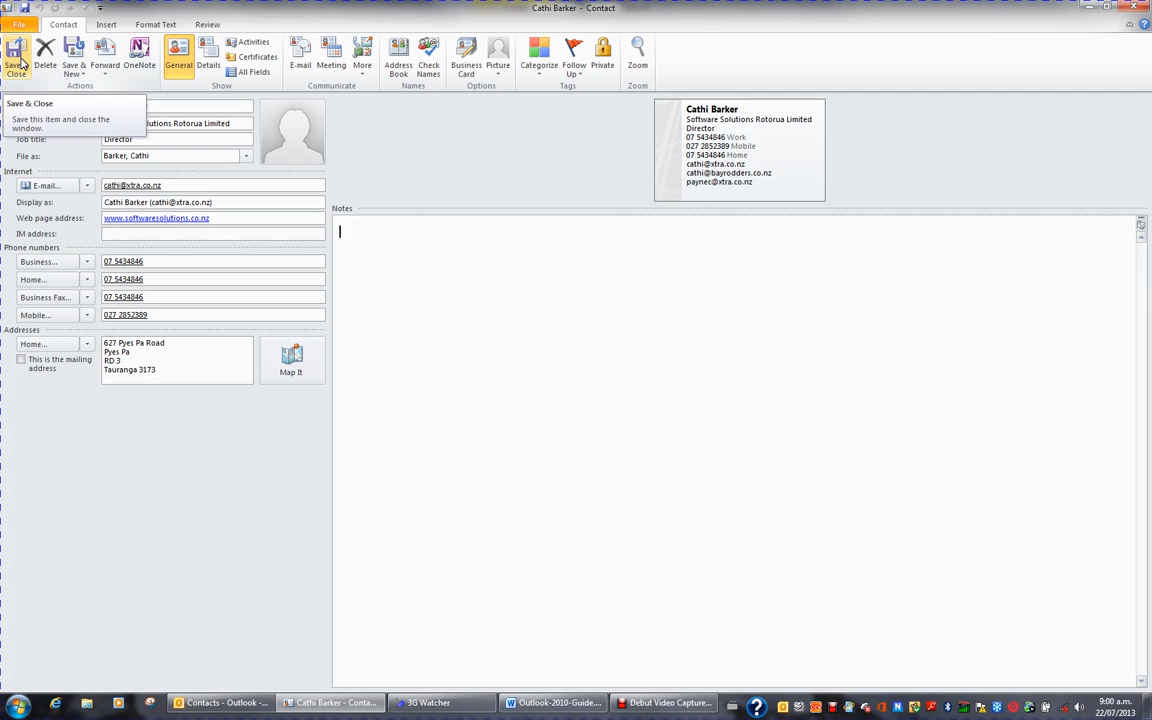 Cathi Barker - Contact
File Contact Insert Format Text Review
Save & Close Delete Save & New Forward OneNote General Details Activities Certificates All Fields E-mail Meeting More Address Book Check Names Business Card Picture Categorize Follow Up Private Zoom
Actions Show Communicate Names Options Tags Zoom
Save & Close
Save this item and close the window.
utions Rotorua Limited
Job title: Director
File as: Barker, Cathi
Internet
E-mail... cathi@xtra.co.nz
Display as: Cathi Barker (cathi@xtra.co.nz)
Web page address: www.softwaresolutions.co.nz
IM address:
Phone numbers
Business... 07 5434846
Home... 07 5434846
Business Fax... 07 5434846
Mobile... 027 2852389
Addresses
Home... 627 Pyes Pa Road
Pyes Pa
RD 3
Tauranga 3173
This is the mailing address
Map It
Cathi Barker
Software Solutions Rotorua Limited
Director
07 5434846 Work
027 2852389 Mobile
07 5434846 Home
cathi@xtra.co.nz
cathi@bayrodders.co.nz
paynec@xtra.co.nz
Notes
Contacts - Outlook -... Cathi Barker - Conta... 3G Watcher Outlook-2010-Guide.... Debut Video Capture...
9:00 a.m.
22/07/2013